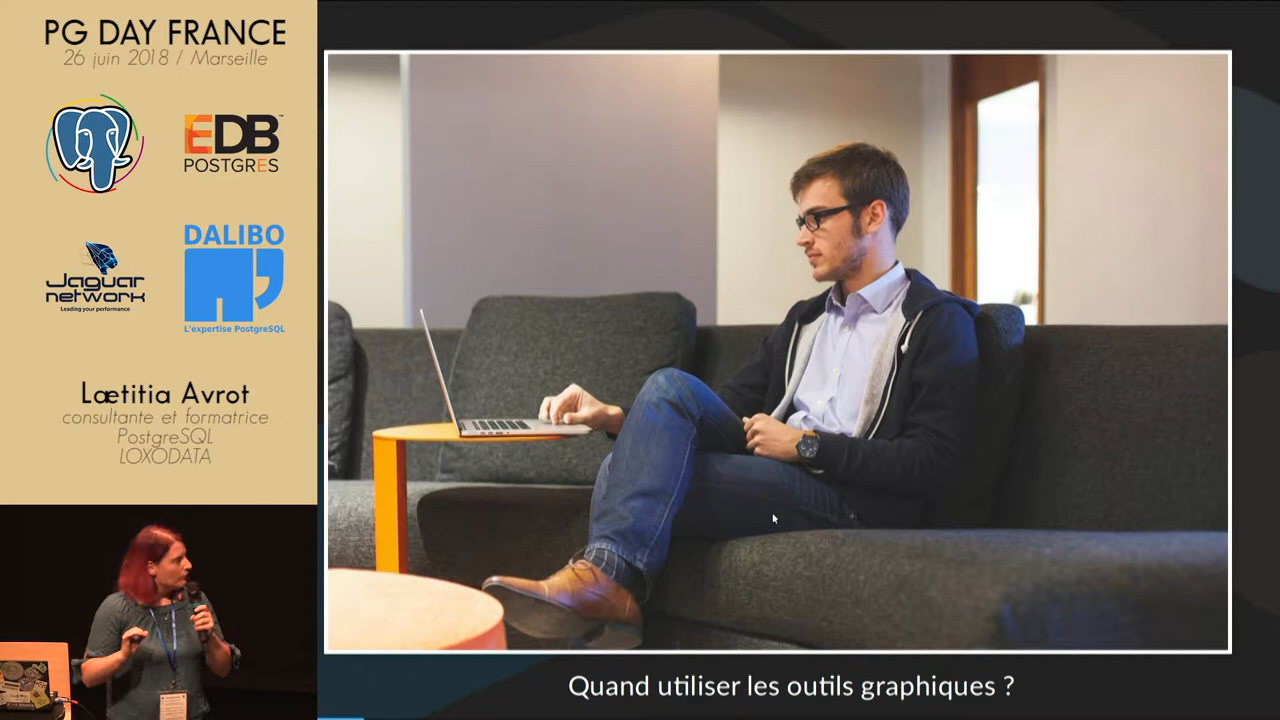 PG DAY FRANCE
26 juin 2018 / Marseille
EDB
POSTGRES
Jaguar
network
Leading your performance
DALIBO
L'expertise PostgreSQL
Lætitia Avrot
consultante et formatrice
PostgreSQL
LOXODATA
Quand utiliser les outils graphiques ?